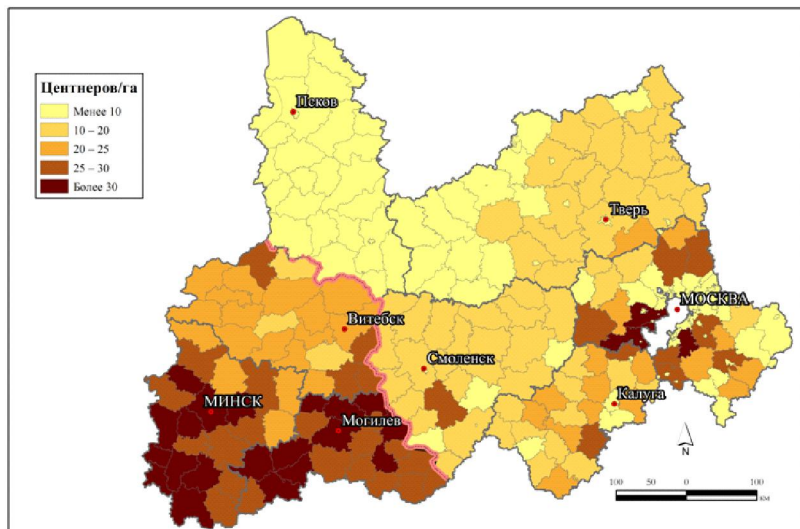 Центнеров/га
Менее 10
10 – 20
20 – 25
25 – 30
Более 30
Псков
Тверь
МОСКВА
Витебск
Смоленск
Калуга
МИНСК
Могилев
N
100 50 0 100
км